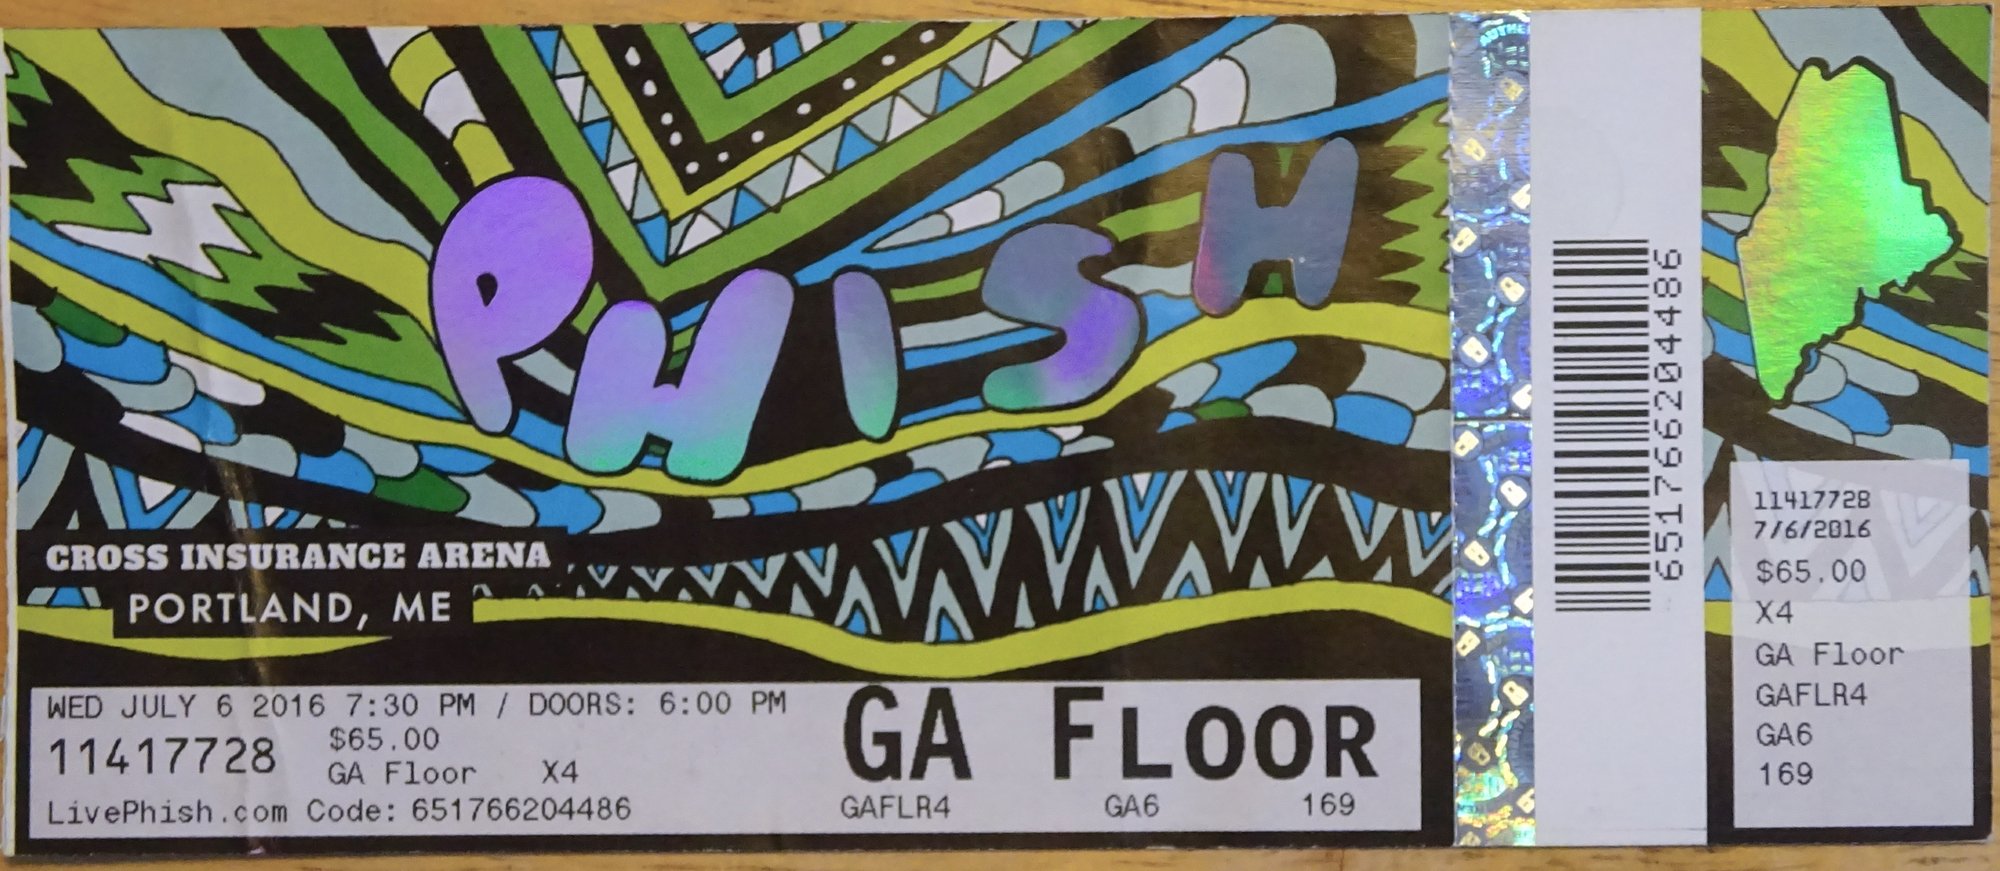 PHISH
CROSS INSURANCE ARENA
PORTLAND, ME
WED JULY 6 2016 7:30 PM / DOORS: 6:00 PM
11417728
$65.00
GA Floor X4
LivePhish.com Code: 651766204486
GA FLOOR
GAFLR4 GA6 169
651766204486
11417728
7/6/2016
$65.00
X4
GA Floor
GAFLR4
GA6
169